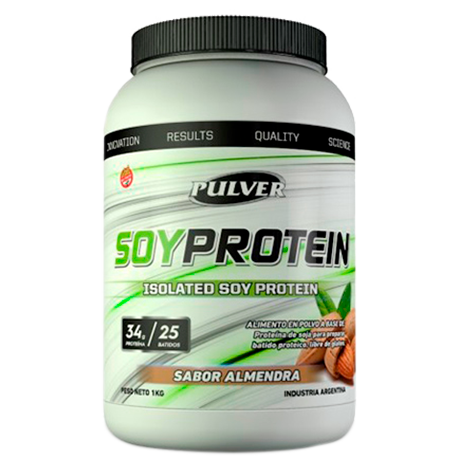 INNOVATION RESULTS QUALITY SCIENCE
PULVER
SOYPROTEIN
ISOLATED SOY PROTEIN
34g / 25
PROTEÍNA BATIDOS
ALIMENTO EN POLVO A BASE DE
Proteína de soja para preparar
batido proteico, libre de gluten.
SABOR ALMENDRA
PESO NETO 1KG
INDUSTRIA ARGENTINA